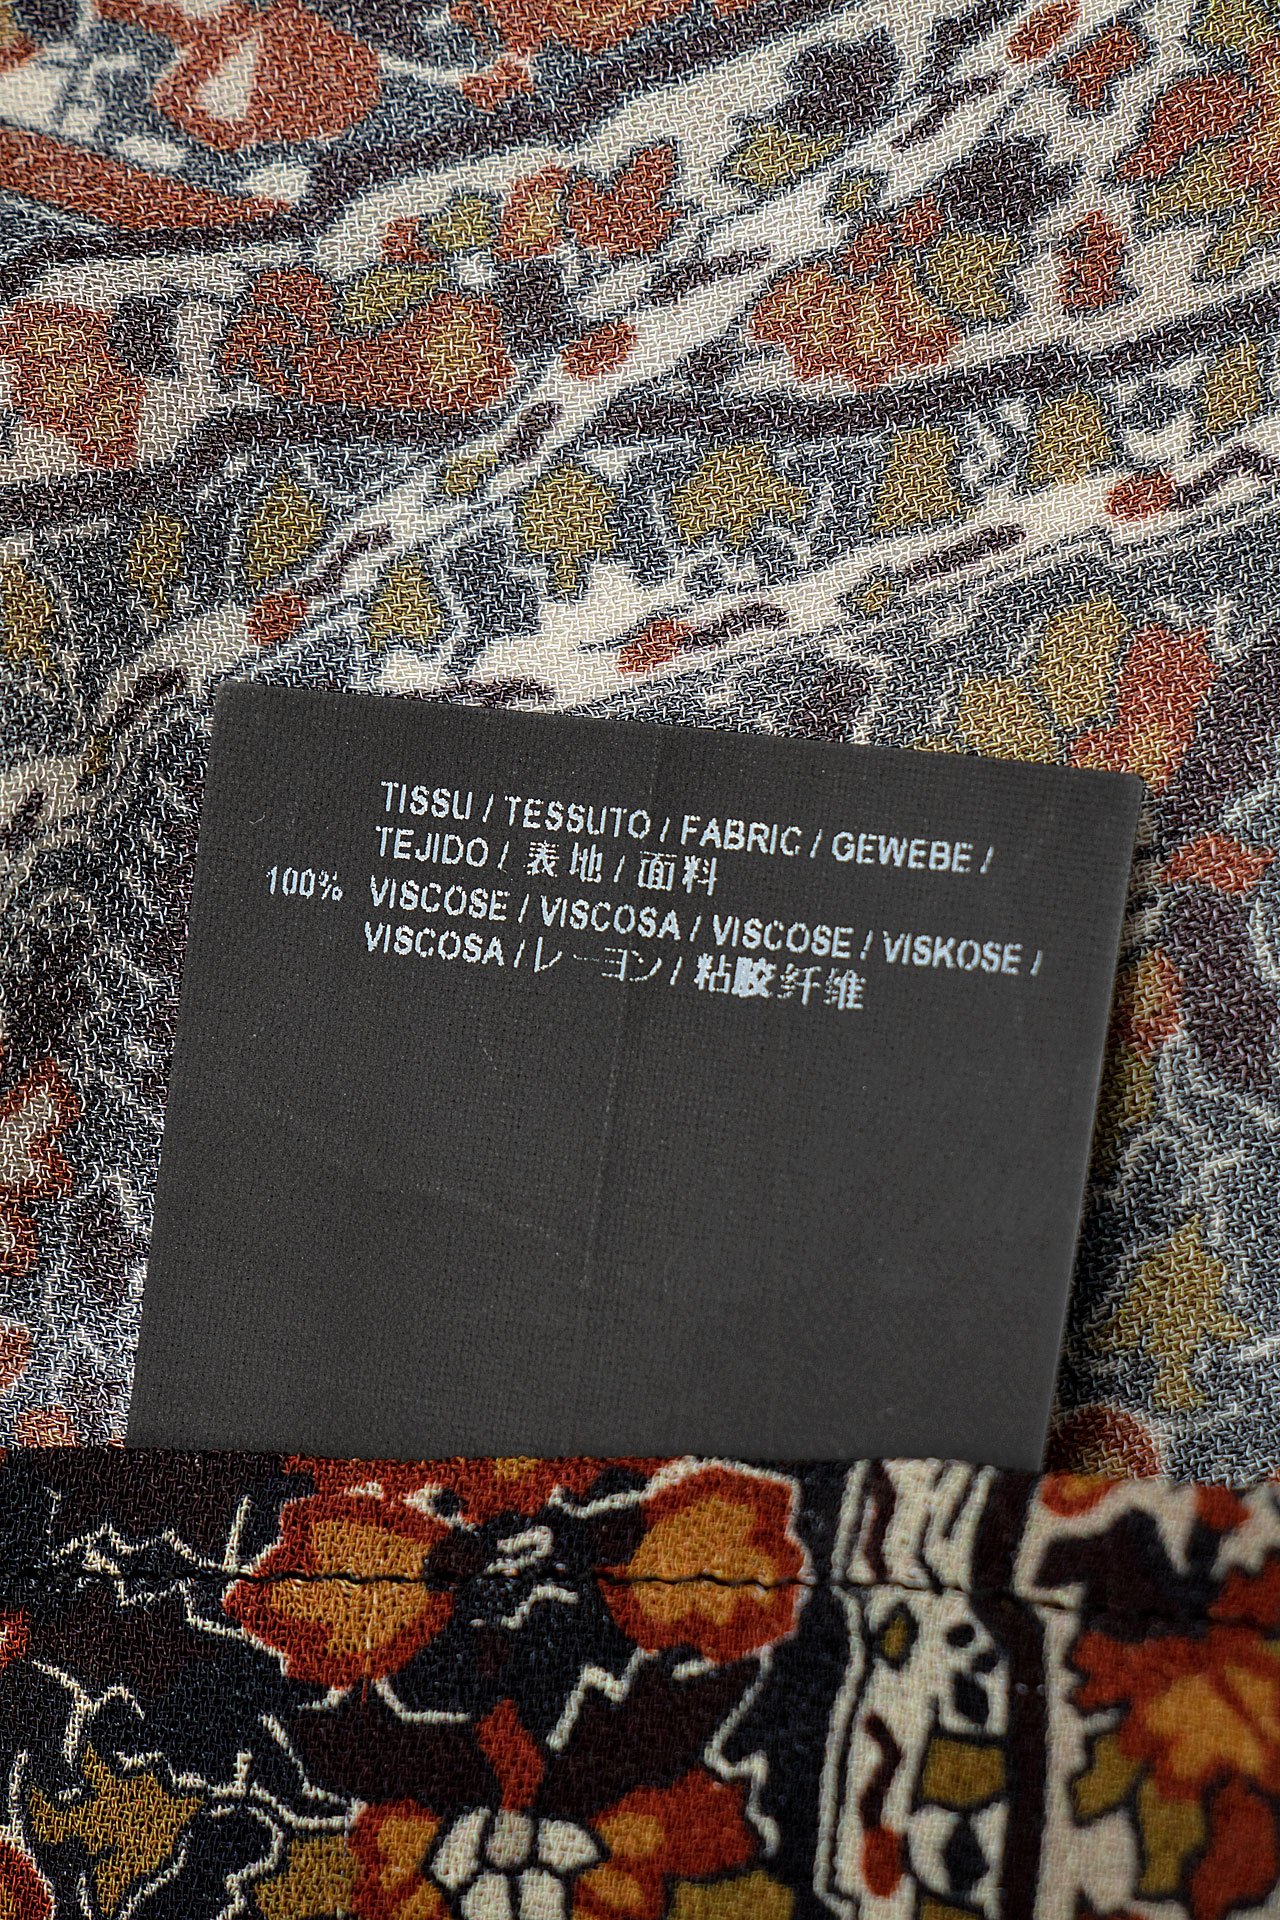 TISSU / TESSUTO / FABRIC / GEWEBE /
TEJIDO / 表地 / 面料
100% VISCOSE / VISCOSA / VISCOSE / VISKOSE /
VISCOSA / レーヨン / 粘胶纤维